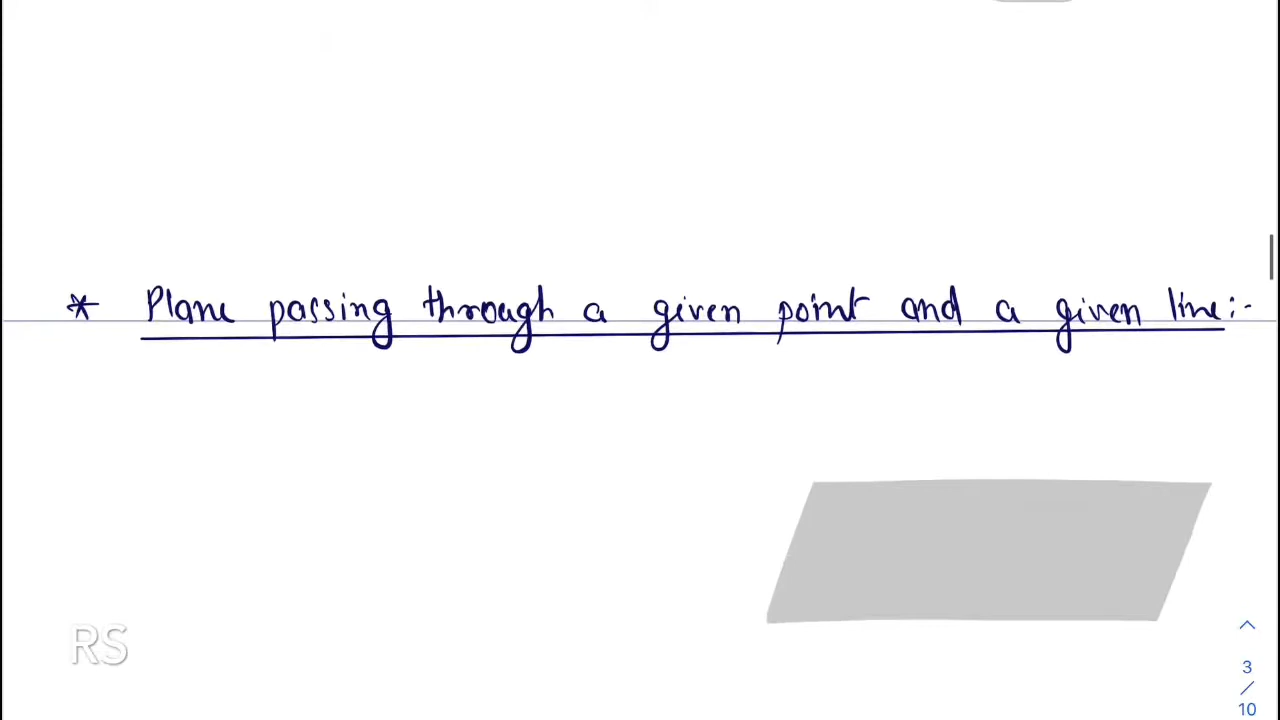 * Plane passing through a given point and a given line:-
RS
3
/
10